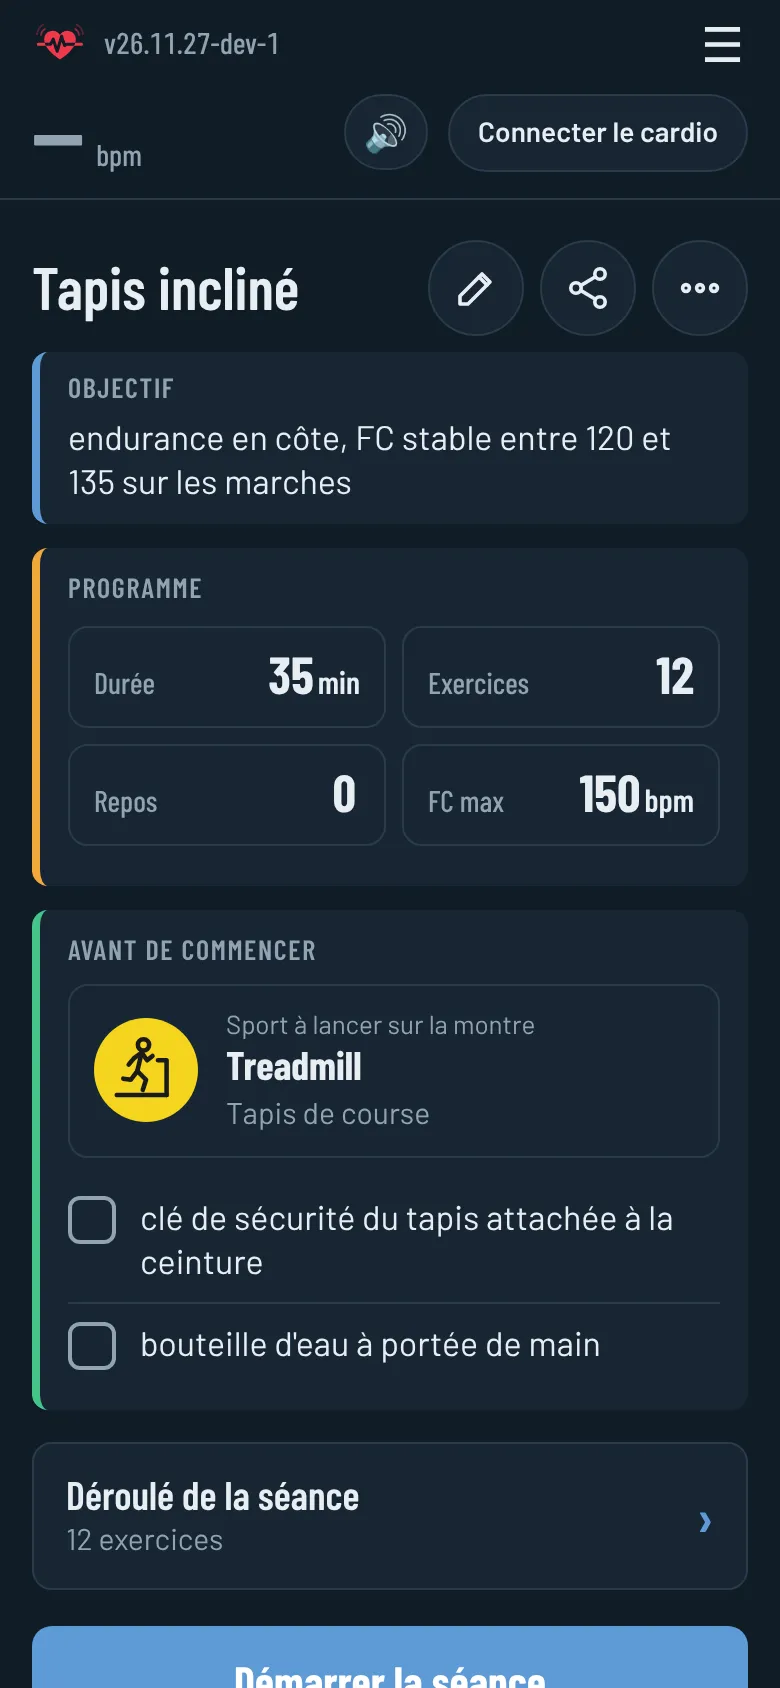 v26.11.27-dev-1
bpm
Connecter le cardio
Tapis incliné
OBJECTIF
endurance en côte, FC stable entre 120 et
135 sur les marches
PROGRAMME
Durée 35 min
Exercices 12
Repos 0
FC max 150 bpm
AVANT DE COMMENCER
Sport à lancer sur la montre
Treadmill
Tapis de course
clé de sécurité du tapis attachée à la
ceinture
bouteille d'eau à portée de main
Déroulé de la séance
12 exercices
Démarrer la séance